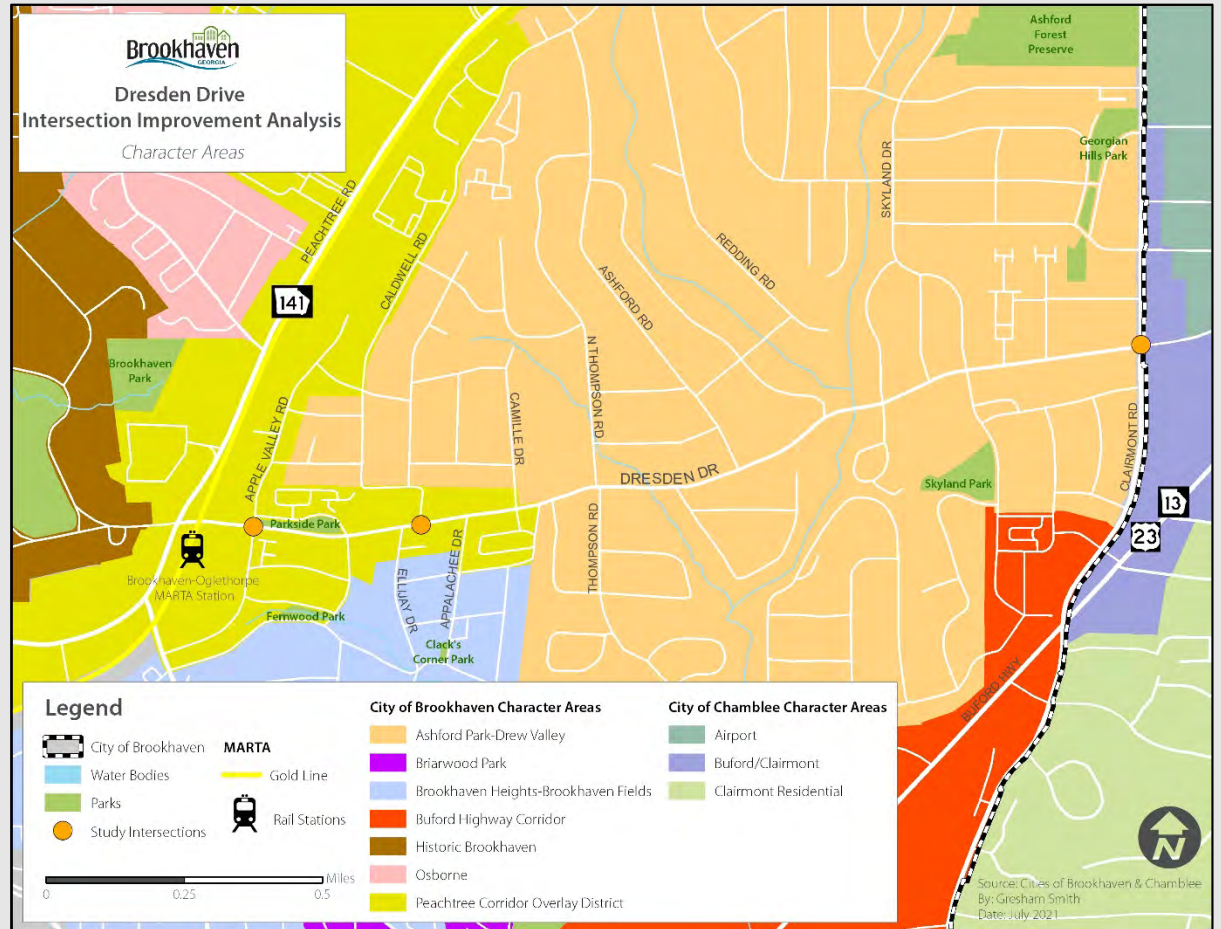 Brookhaven
GEORGIA
Dresden Drive
Intersection Improvement Analysis
Character Areas
Ashford
Forest
Preserve
Georgian
Hills Park
SKYLAND DR
PEACHTREE RD
141
CALDWELL RD
REDDING RD
ASHFORD RD
N THOMPSON RD
Brookhaven
Park
APPLE VALLEY RD
CAMILLE DR
DRESDEN DR
CLAIRMONT RD
Skyland Park
13
23
Parkside Park
Brookhaven-Oglethorpe
MARTA Station
ELLIJAY DR
APPALACHEE DR
THOMPSON RD
Fernwood Park
Clack's
Corner Park
BUFORD HWY
Legend
City of Brookhaven
Water Bodies
Parks
Study Intersections
MARTA
Gold Line
Rail Stations
Miles
0 0.25 0.5
City of Brookhaven Character Areas
Ashford Park-Drew Valley
Briarwood Park
Brookhaven Heights-Brookhaven Fields
Buford Highway Corridor
Historic Brookhaven
Osborne
Peachtree Corridor Overlay District
City of Chamblee Character Areas
Airport
Buford/Clairmont
Clairmont Residential
N
Source: Cities of Brookhaven & Chamblee
By: Gresham Smith
Date: July 2021